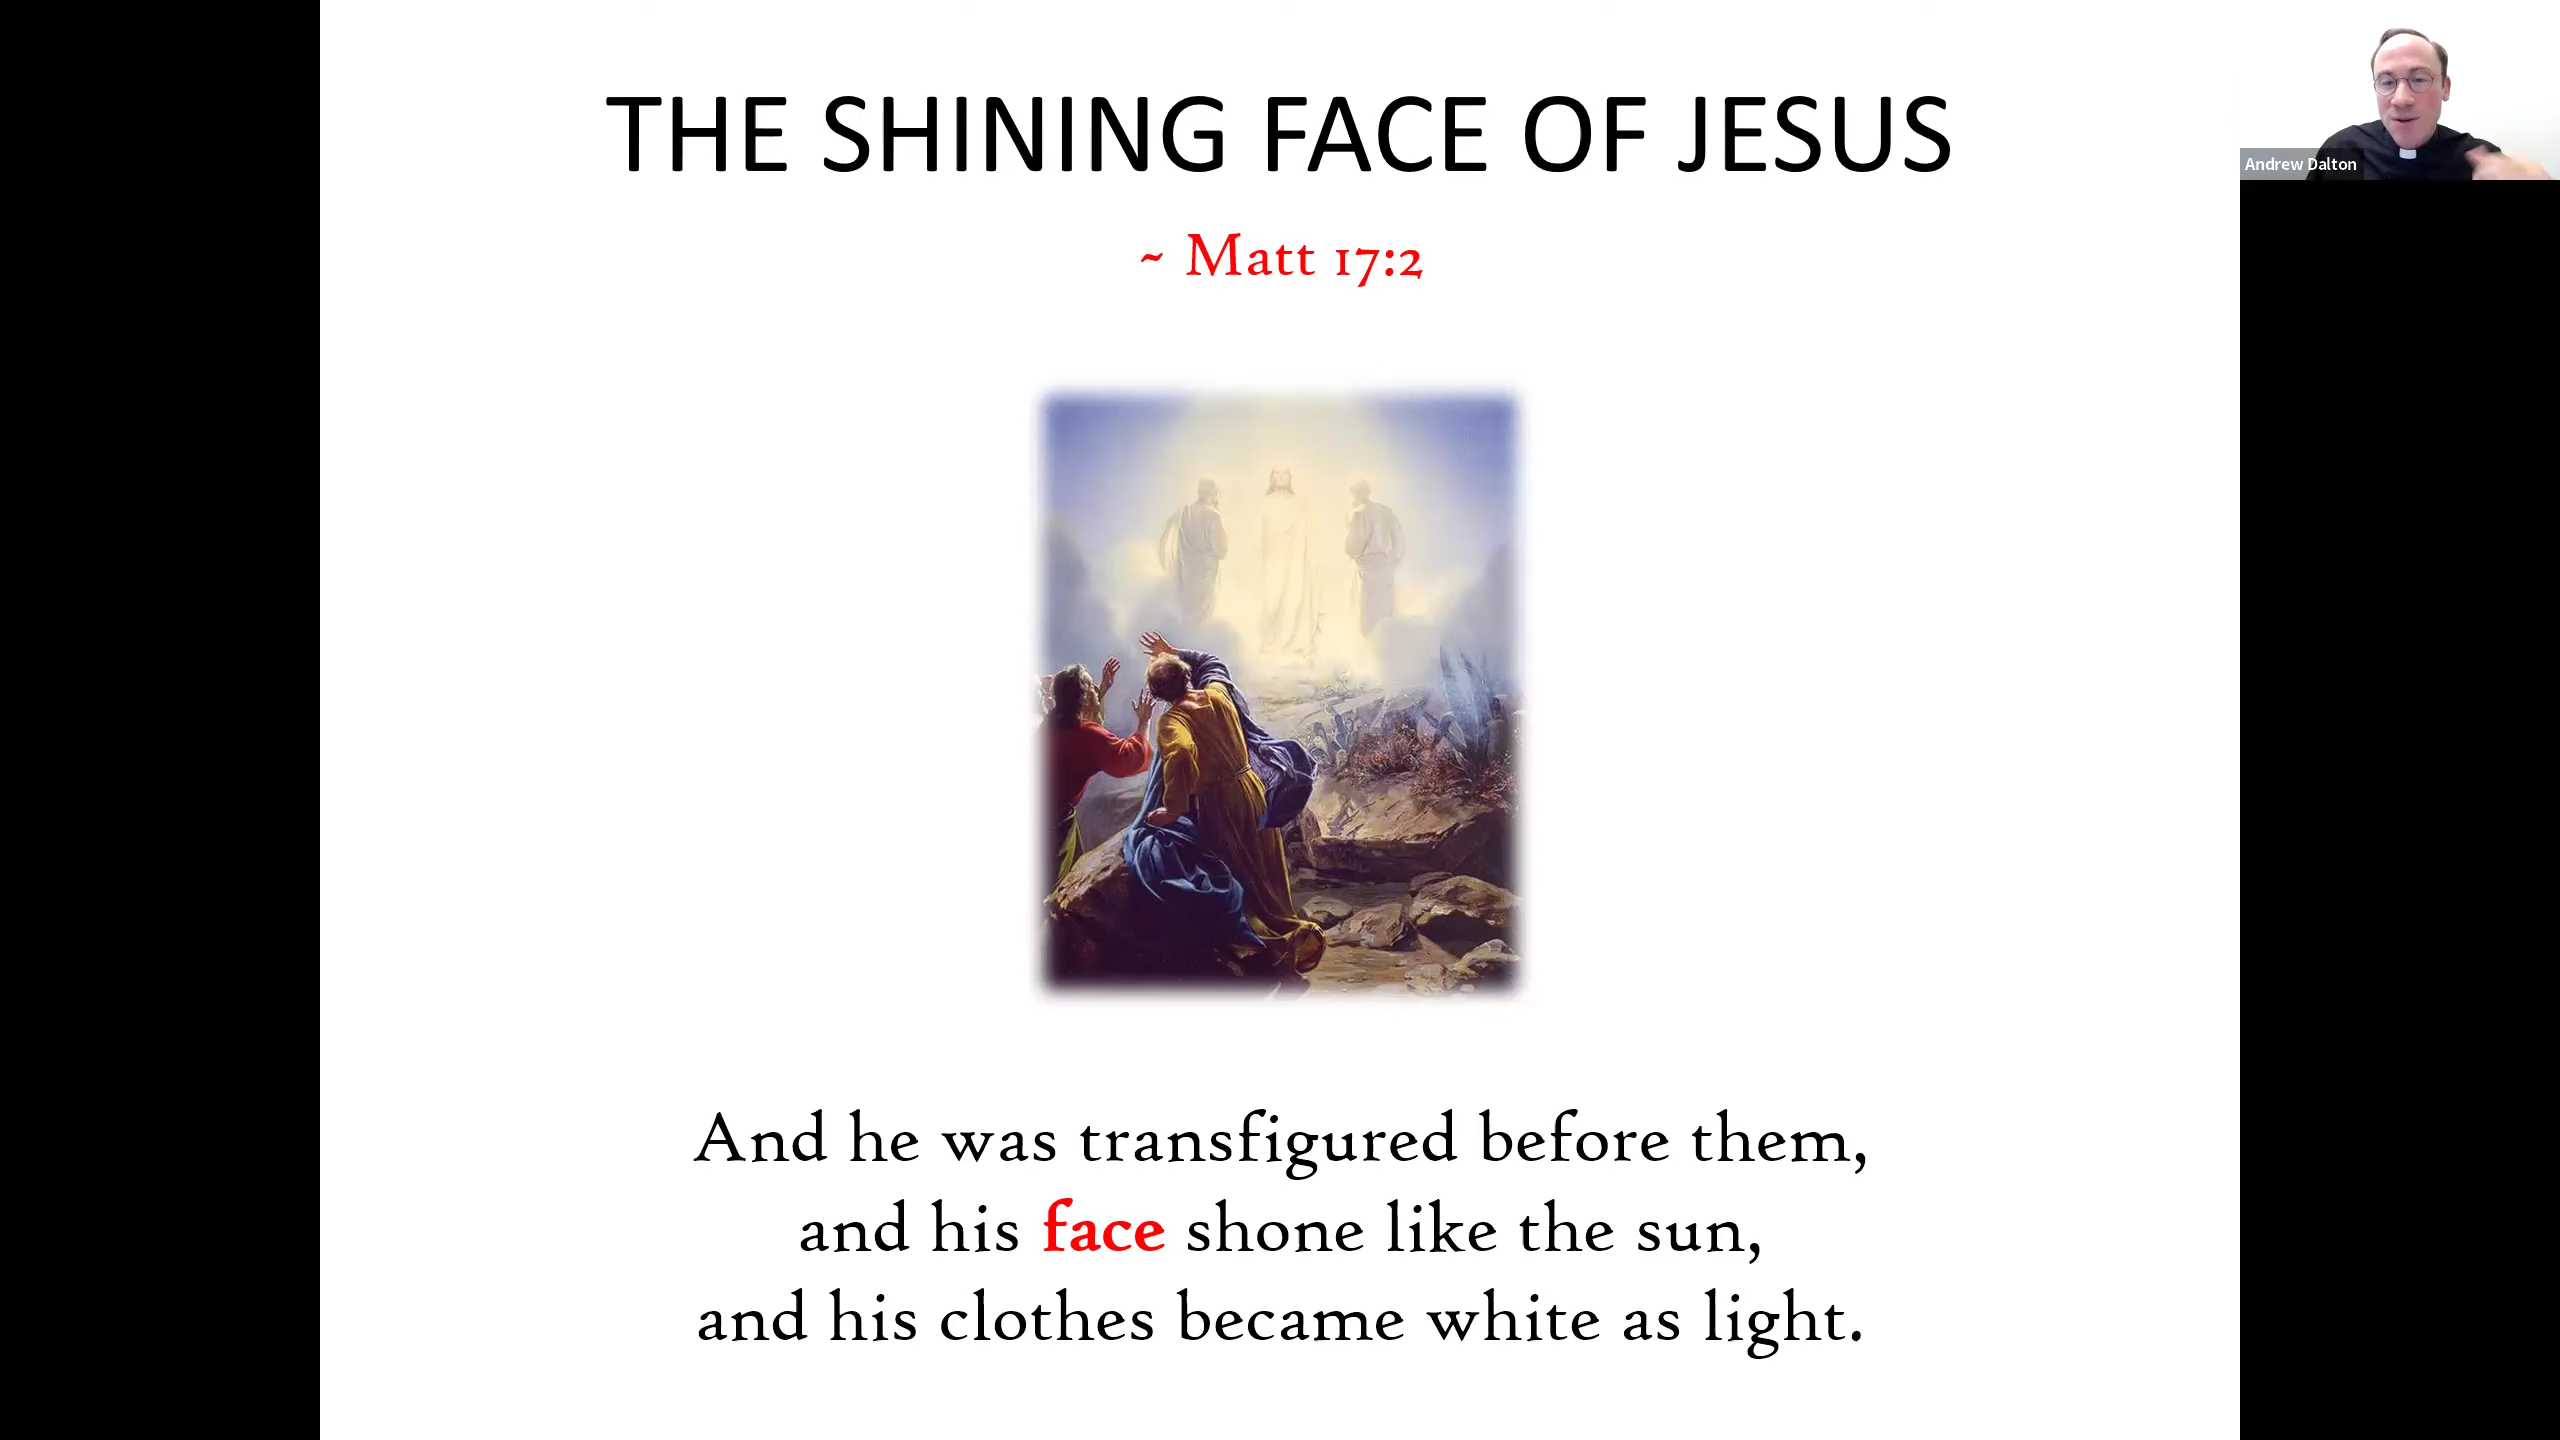 THE SHINING FACE OF JESUS
~ Matt 17:2
And he was transfigured before them,
and his face shone like the sun,
and his clothes became white as light.
Andrew Dalton